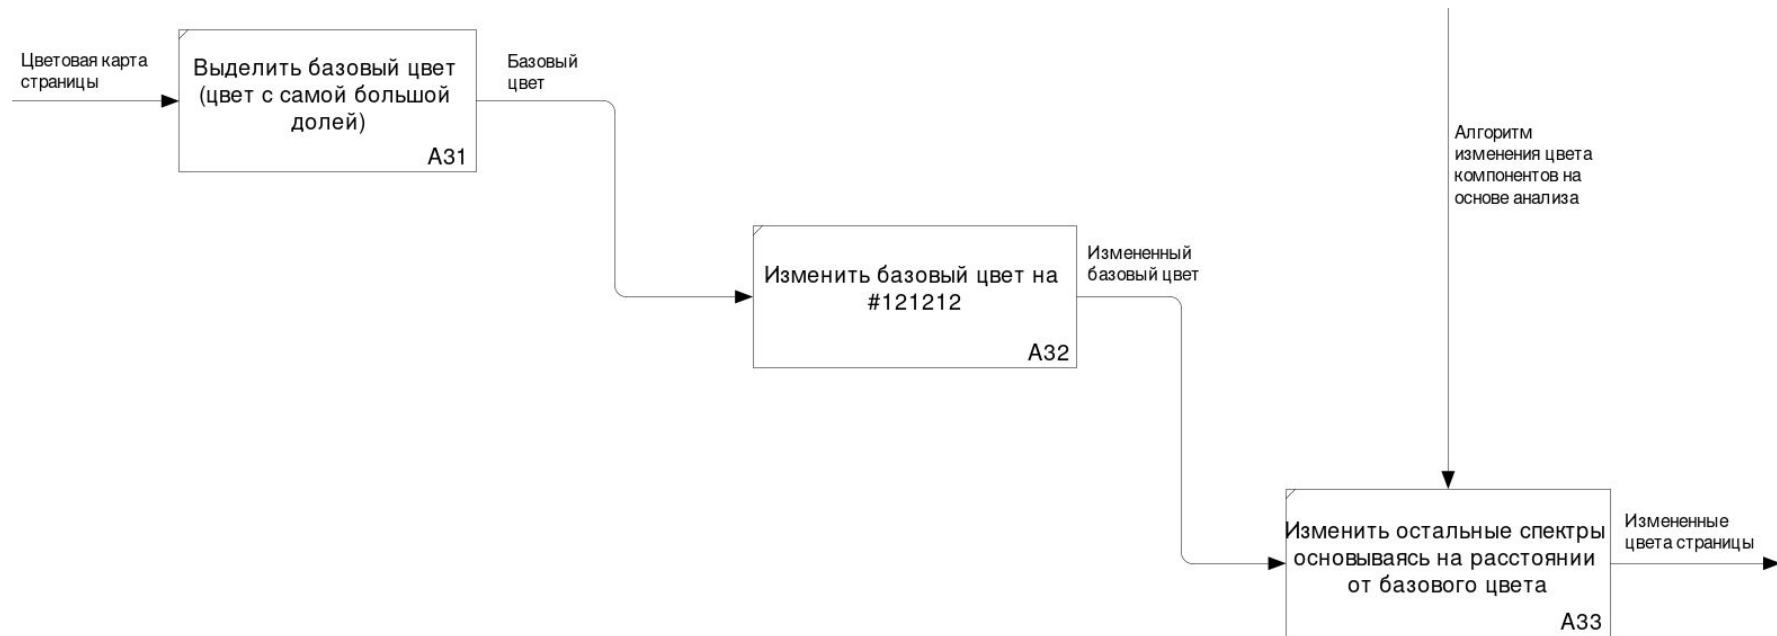 Цветовая карта
страницы
Выделить базовый цвет
(цвет с самой большой
долей)
A31
Базовый
цвет
Изменить базовый цвет на
#121212
A32
Измененный
базовый цвет
Алгоритм
изменения цвета
компонентов на
основе анализа
Изменить остальные спектры
основываясь на расстоянии
от базового цвета
A33
Измененные
цвета страницы